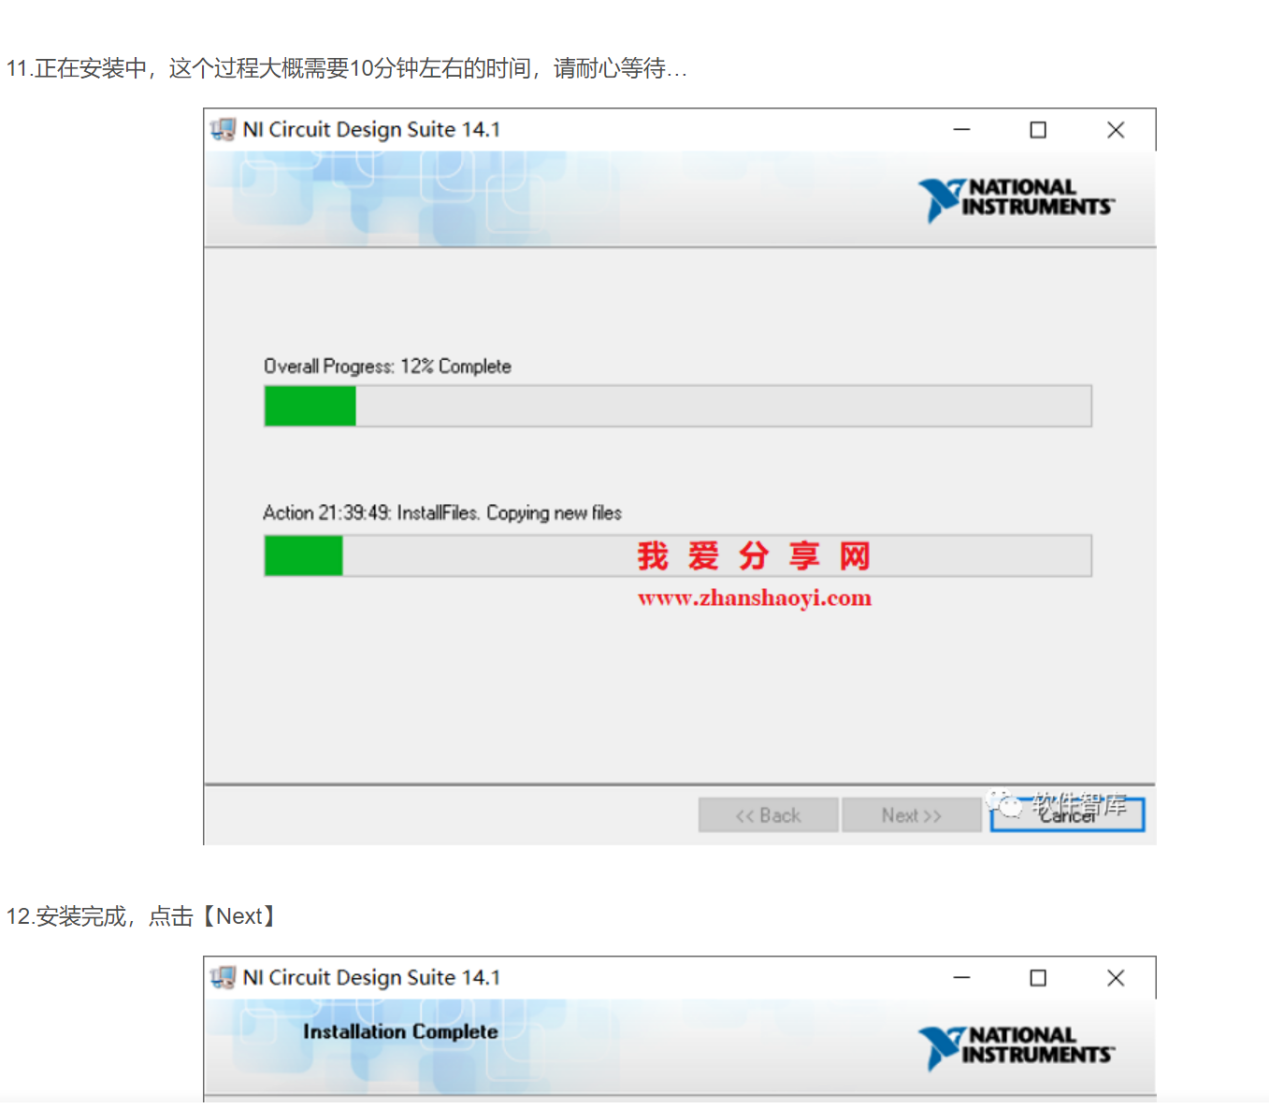 11.正在安装中，这个过程大概需要10分钟左右的时间，请耐心等待...
NI Circuit Design Suite 14.1
NATIONAL
INSTRUMENTS™
Overall Progress: 12% Complete
Action 21:39:49: InstallFiles. Copying new files
我爱分享网
www.zhanshaoyi.com
<< Back
Next >>
Cancel
软件智库
12.安装完成，点击【Next】
NI Circuit Design Suite 14.1
Installation Complete
NATIONAL
INSTRUMENTS™